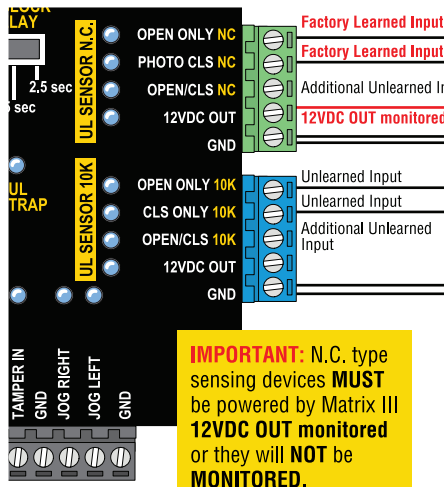 LAY
2.5 sec
sec
UL SENSOR N.C.
OPEN ONLY NC
PHOTO CLS NC
OPEN/CLS NC
12VDC OUT
GND
Factory Learned Input
Factory Learned Input
Additional Unlearned In
12VDC OUT monitored
UL
TRAP
UL SENSOR 10K
OPEN ONLY 10K
CLS ONLY 10K
OPEN/CLS 10K
12VDC OUT
GND
Unlearned Input
Unlearned Input
Additional Unlearned
Input
TAMPER IN
GND
JOG RIGHT
JOG LEFT
GND
IMPORTANT: N.C. type
sensing devices MUST
be powered by Matrix III
12VDC OUT monitored
or they will NOT be
MONITORED.